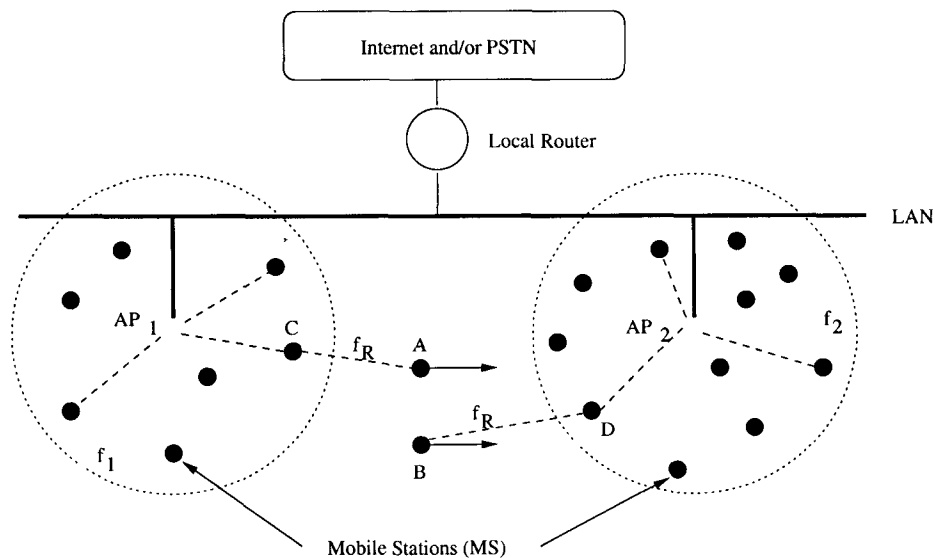 Internet and/or PSTN
Local Router
LAN
AP 1
C
f R
A
AP 2
f 2
f R
D
B
f 1
Mobile Stations (MS)